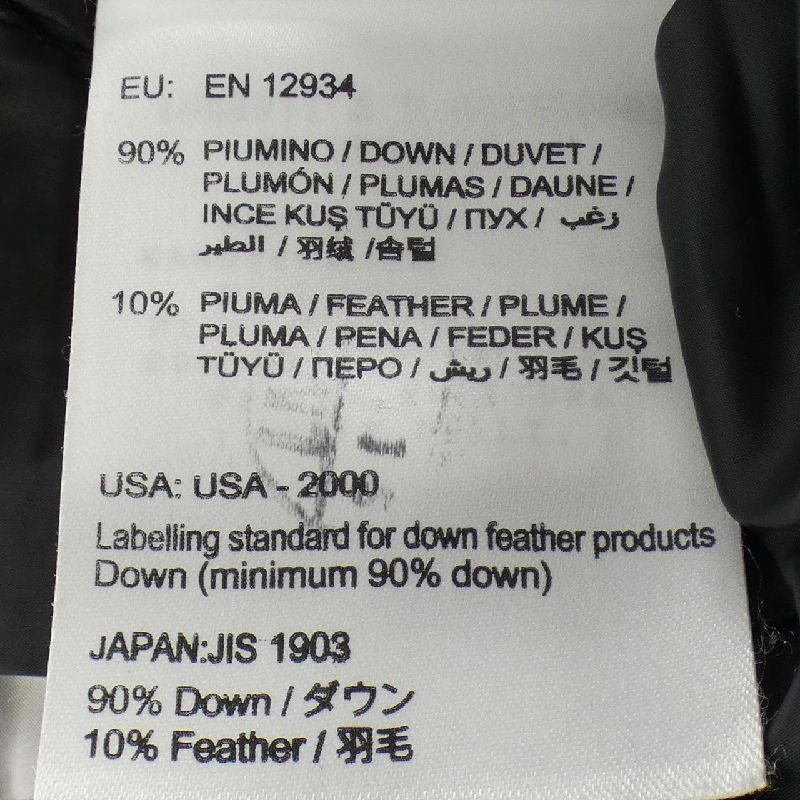 EU: EN 12934
90% PIUMINO / DOWN / DUVET /
PLUMÓN / PLUMAS / DAUNE /
INCE KUŞ TÜYÜ / ПУХ / زغب
الطير / 羽绒 /솜털
10% PIUMA / FEATHER / PLUME /
PLUMA / PENA / FEDER / KUŞ
TÜYÜ / ПЕРО / ريش / 羽毛 / 깃털
USA: USA - 2000
Labelling standard for down feather products
Down (minimum 90% down)
JAPAN:JIS 1903
90% Down / ダウン
10% Feather / 羽毛